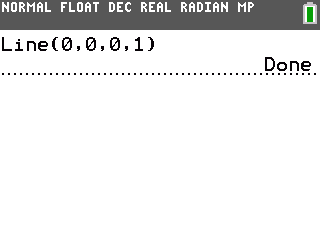 NORMAL FLOAT DEC REAL RADIAN MP
Line(0,0,0,1)
Done